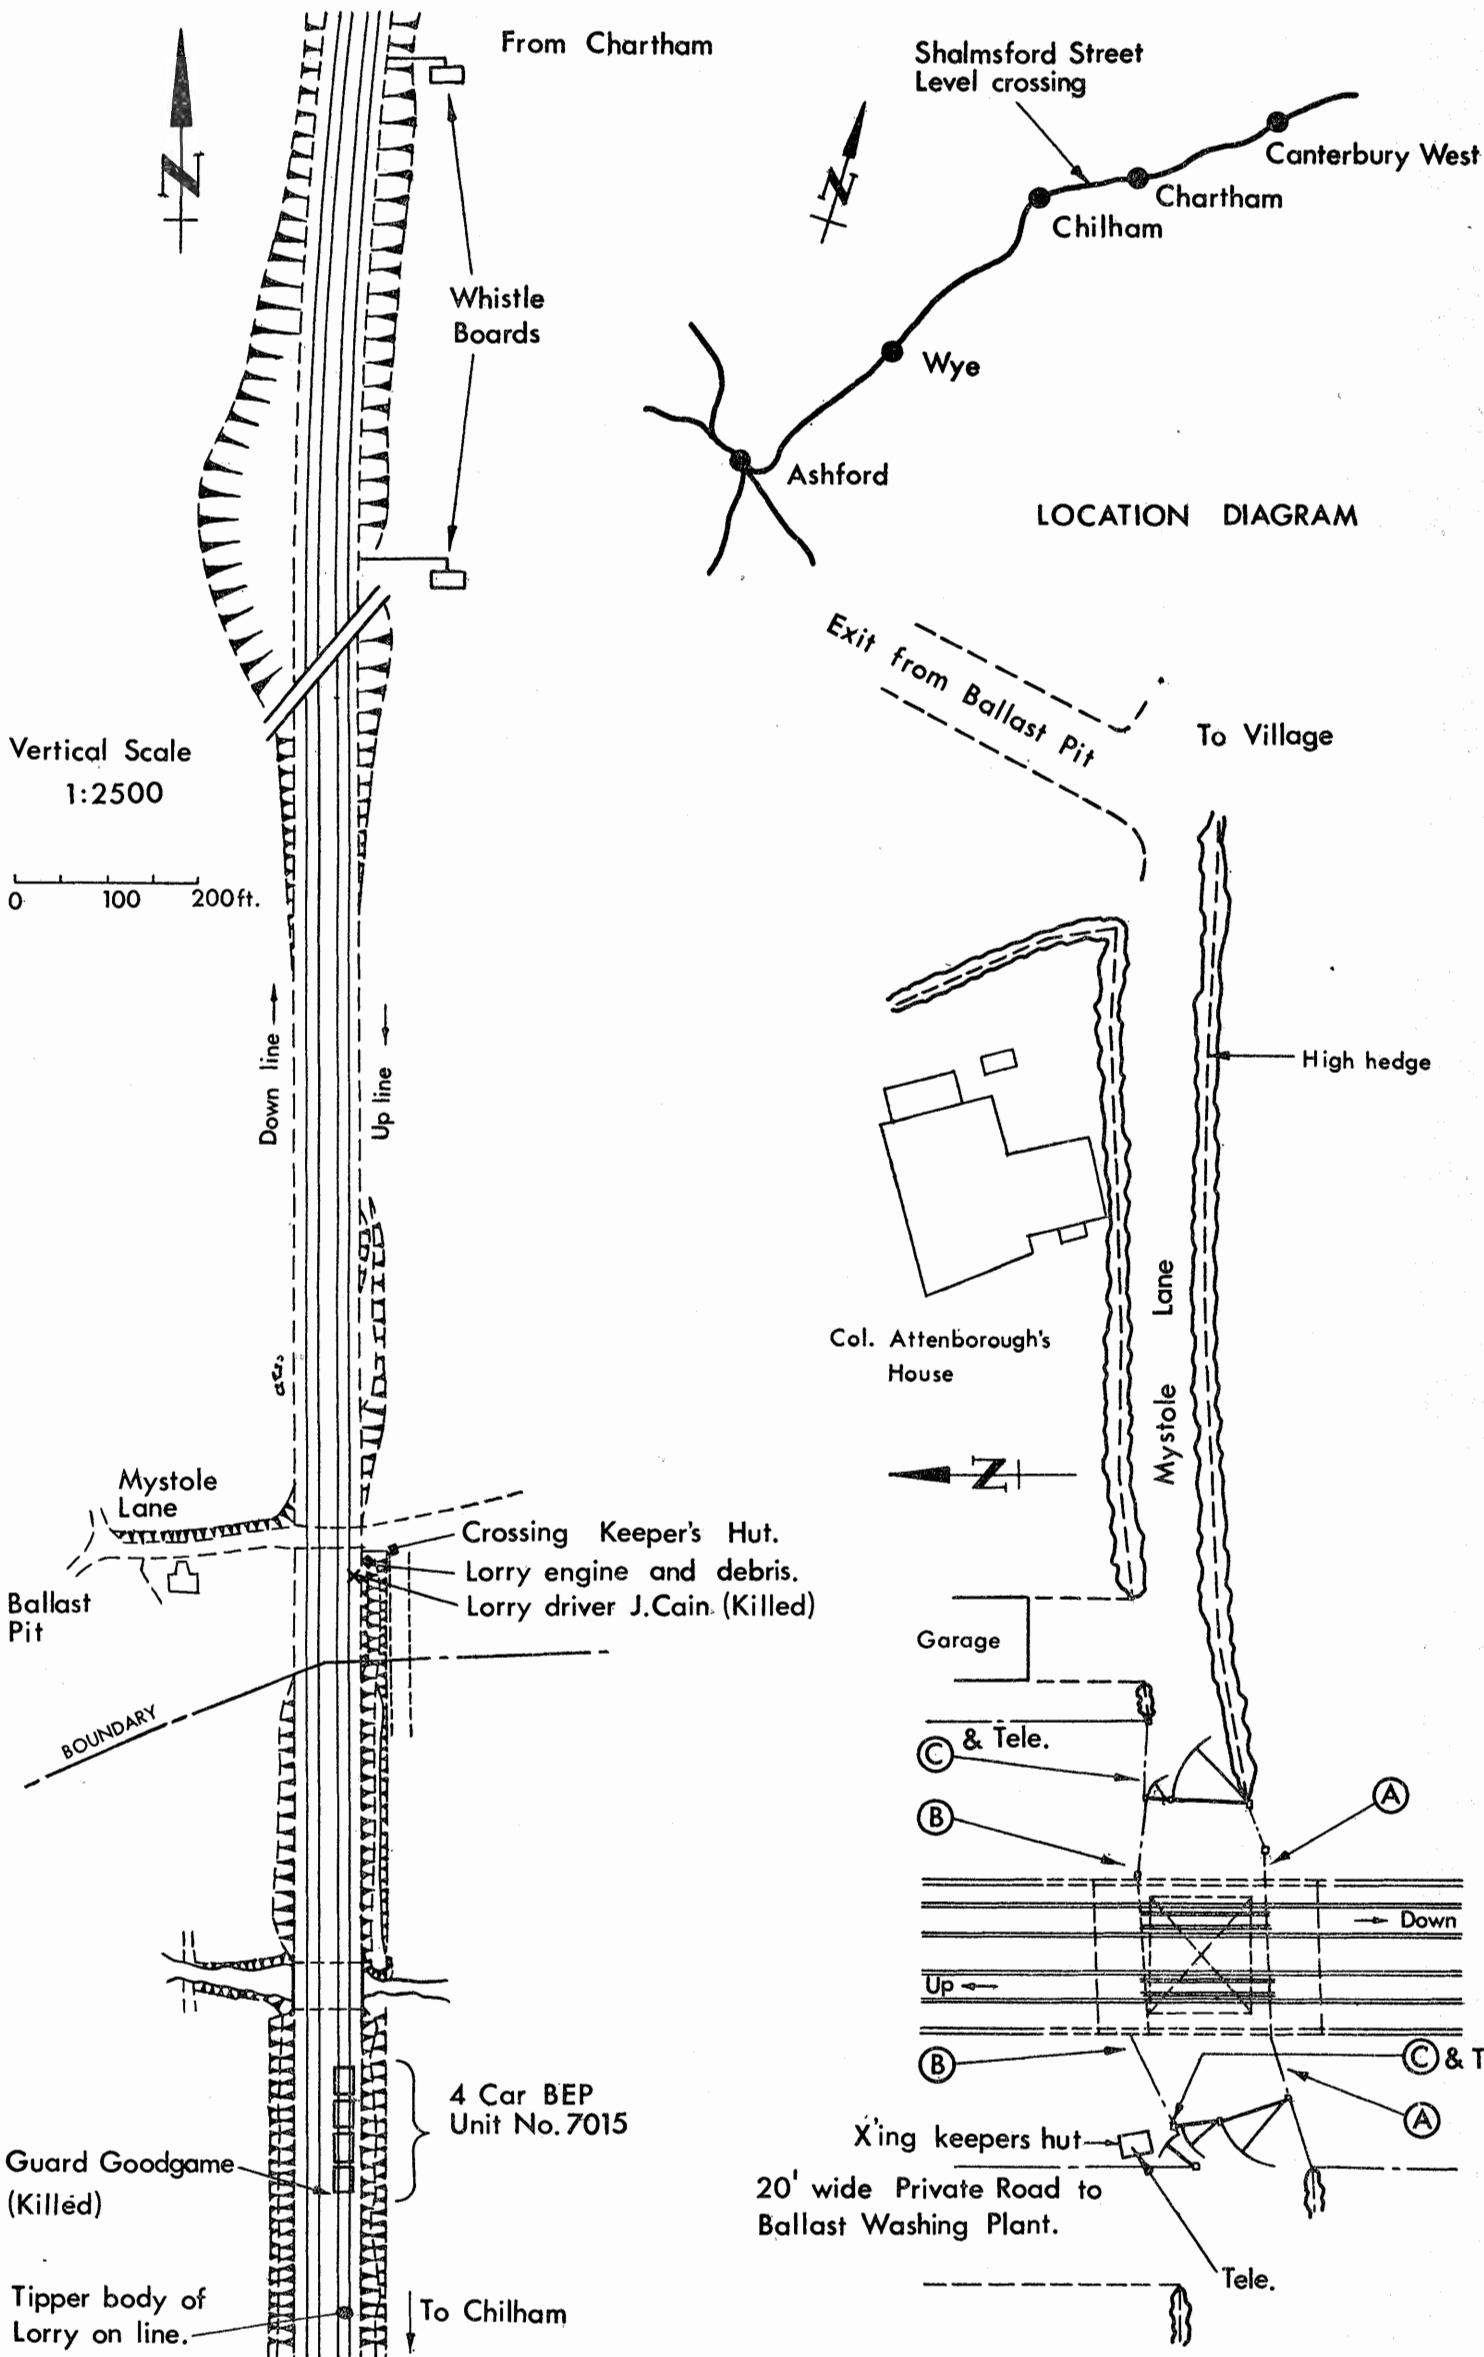 From Chartham
N
Whistle
Boards
Shalmsford Street
Level crossing
Canterbury West
Chartham
Chilham
N
Wye
Ashford
LOCATION DIAGRAM
Vertical Scale
1:2500
0 100 200ft.
Down line
Up line
Mystole
Lane
Ballast
Pit
Crossing Keeper's Hut.
Lorry engine and debris.
Lorry driver J.Cain. (Killed)
BOUNDARY
4 Car BEP
Unit No. 7015
Guard Goodgame
(Killed)
Tipper body of
Lorry on line.
To Chilham
Exit from Ballast Pit
To Village
High hedge
Col. Attenborough's
House
Mystole Lane
N
Garage
C & Tele.
B
A
Down
Up
B
C & T
A
X'ing keepers hut
20' wide Private Road to
Ballast Washing Plant.
Tele.